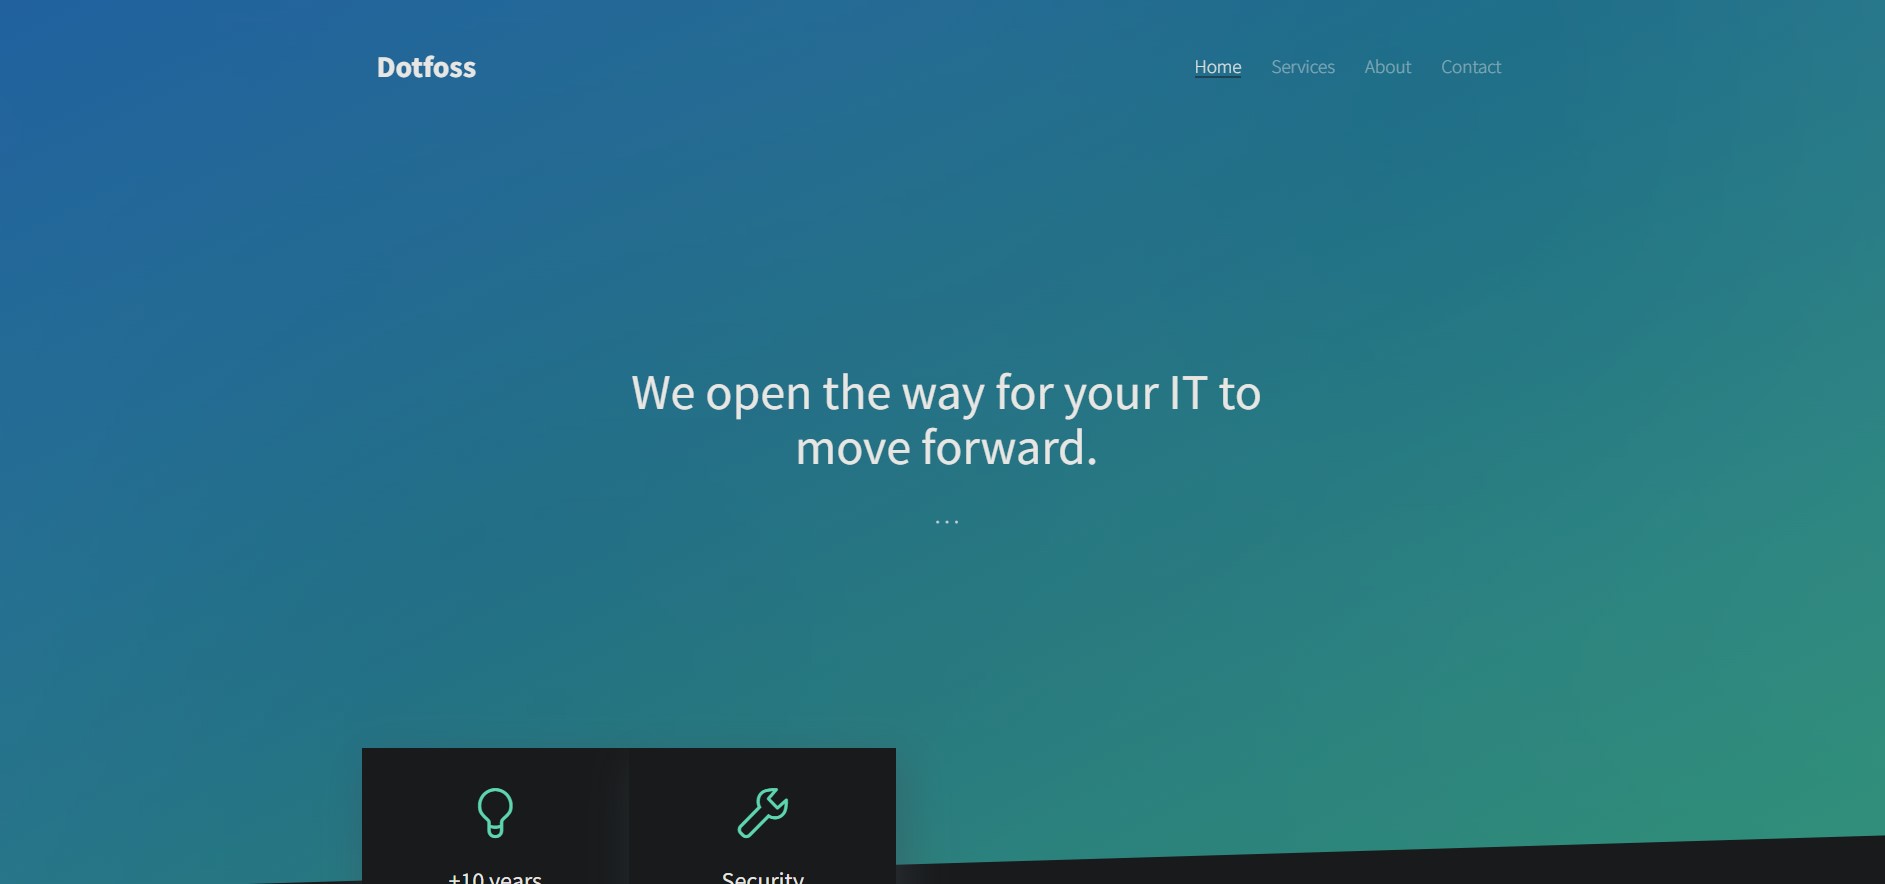 Dotfoss
Home Services About Contact
We open the way for your IT to
move forward.
...
+10 years
Security